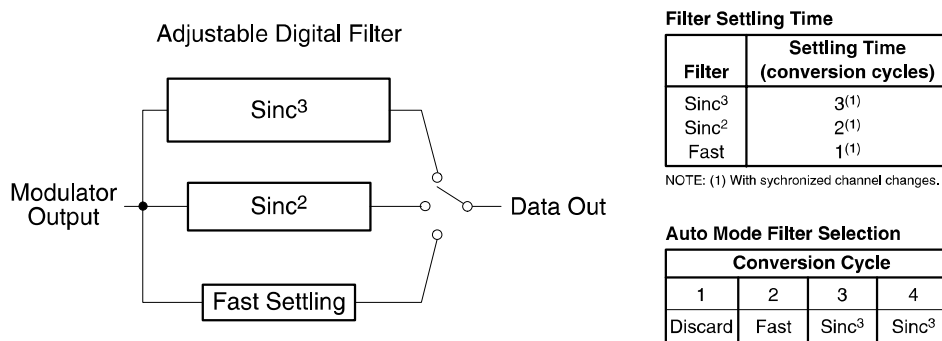 Adjustable Digital Filter
Sinc³
Modulator
Output
Sinc²
Data Out
Fast Settling
Filter Settling Time
Filter
Settling Time
(conversion cycles)
Sinc³ 3(1)
Sinc² 2(1)
Fast 1(1)
NOTE: (1) With sychronized channel changes.
Auto Mode Filter Selection
Conversion Cycle
1 2 3 4
Discard Fast Sinc³ Sinc³